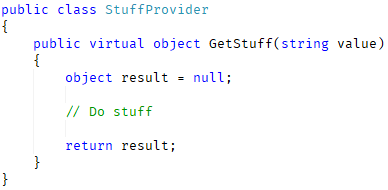 public class StuffProvider
{
    public virtual object GetStuff(string value)
    {
        object result = null;

        // Do stuff

        return result;
    }
}